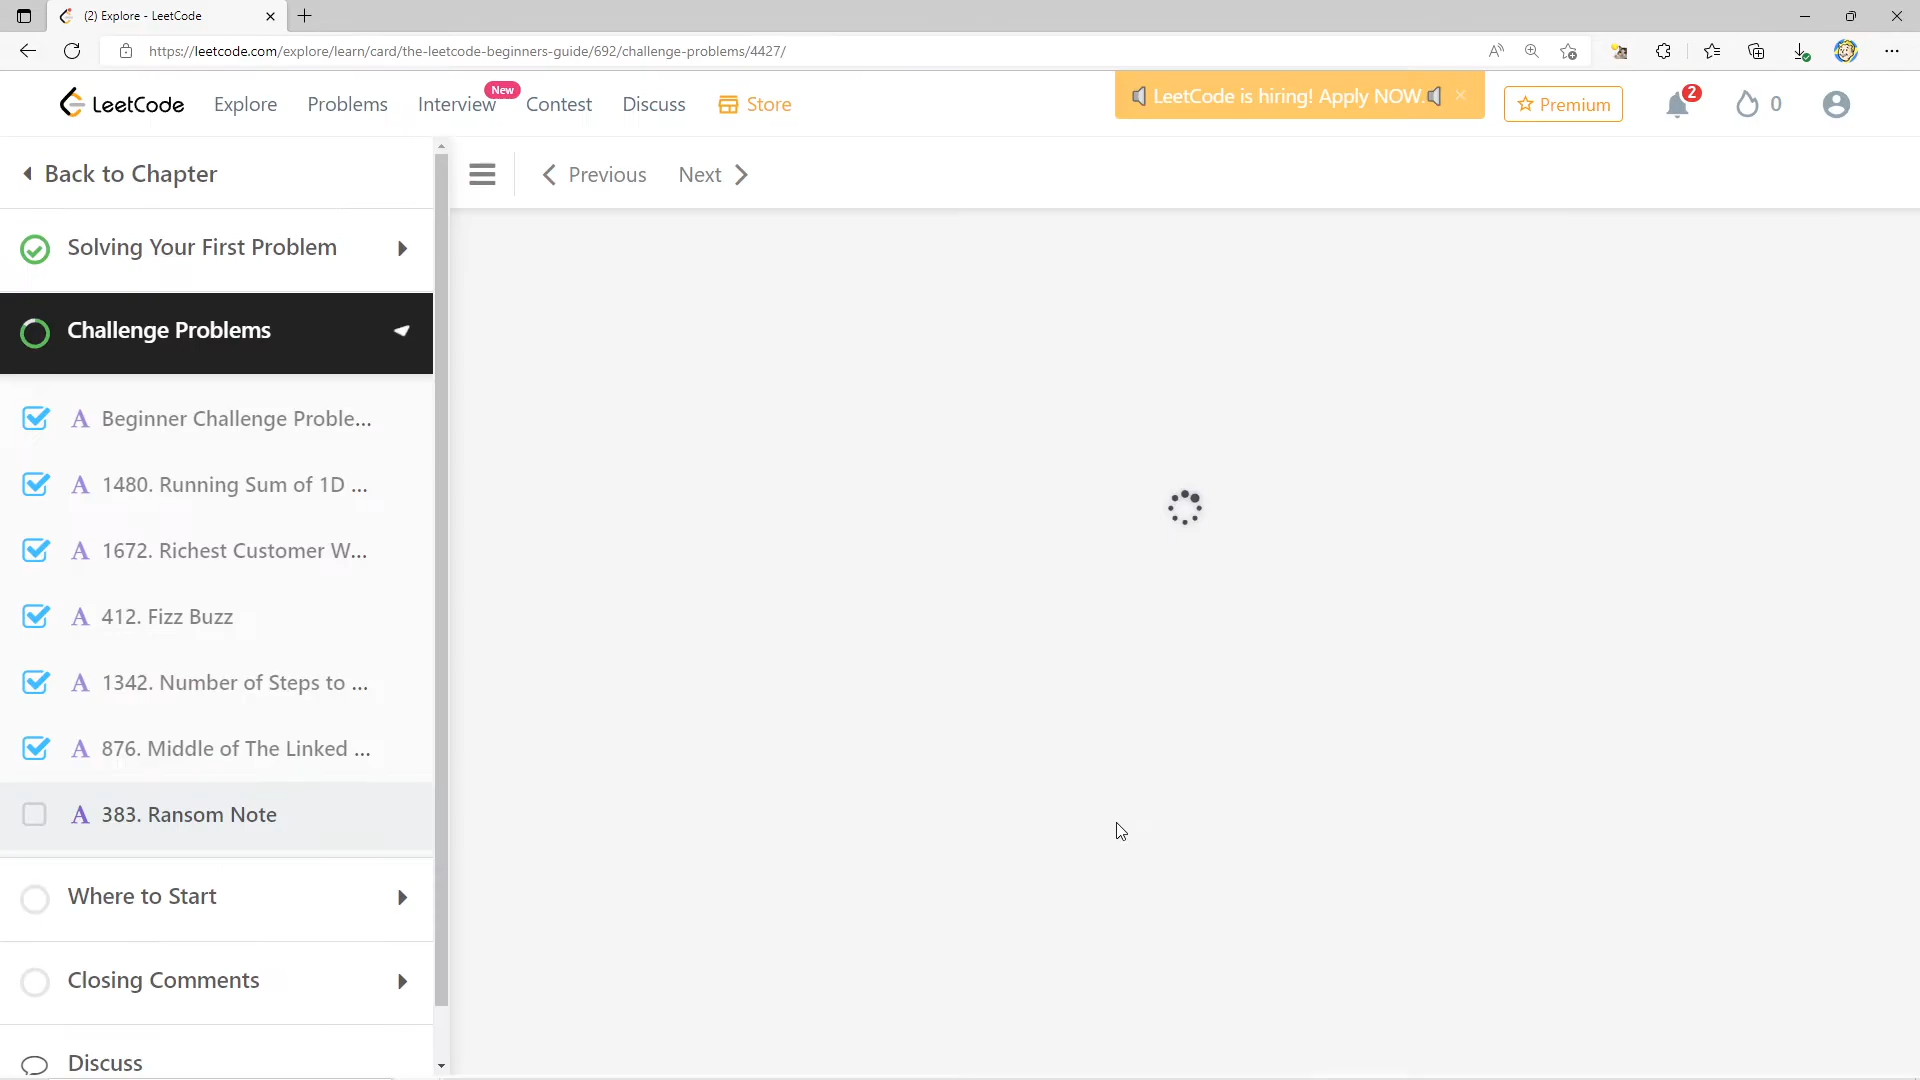 (2) Explore - LeetCode
https://leetcode.com/explore/learn/card/the-leetcode-beginners-guide/692/challenge-problems/4427/
LeetCode Explore Problems Interview New Contest Discuss Store
LeetCode is hiring! Apply NOW.
Premium 2 0
Back to Chapter
Previous Next
Solving Your First Problem
Challenge Problems
A Beginner Challenge Proble...
A 1480. Running Sum of 1D ...
A 1672. Richest Customer W...
A 412. Fizz Buzz
A 1342. Number of Steps to ...
A 876. Middle of The Linked ...
A 383. Ransom Note
Where to Start
Closing Comments
Discuss